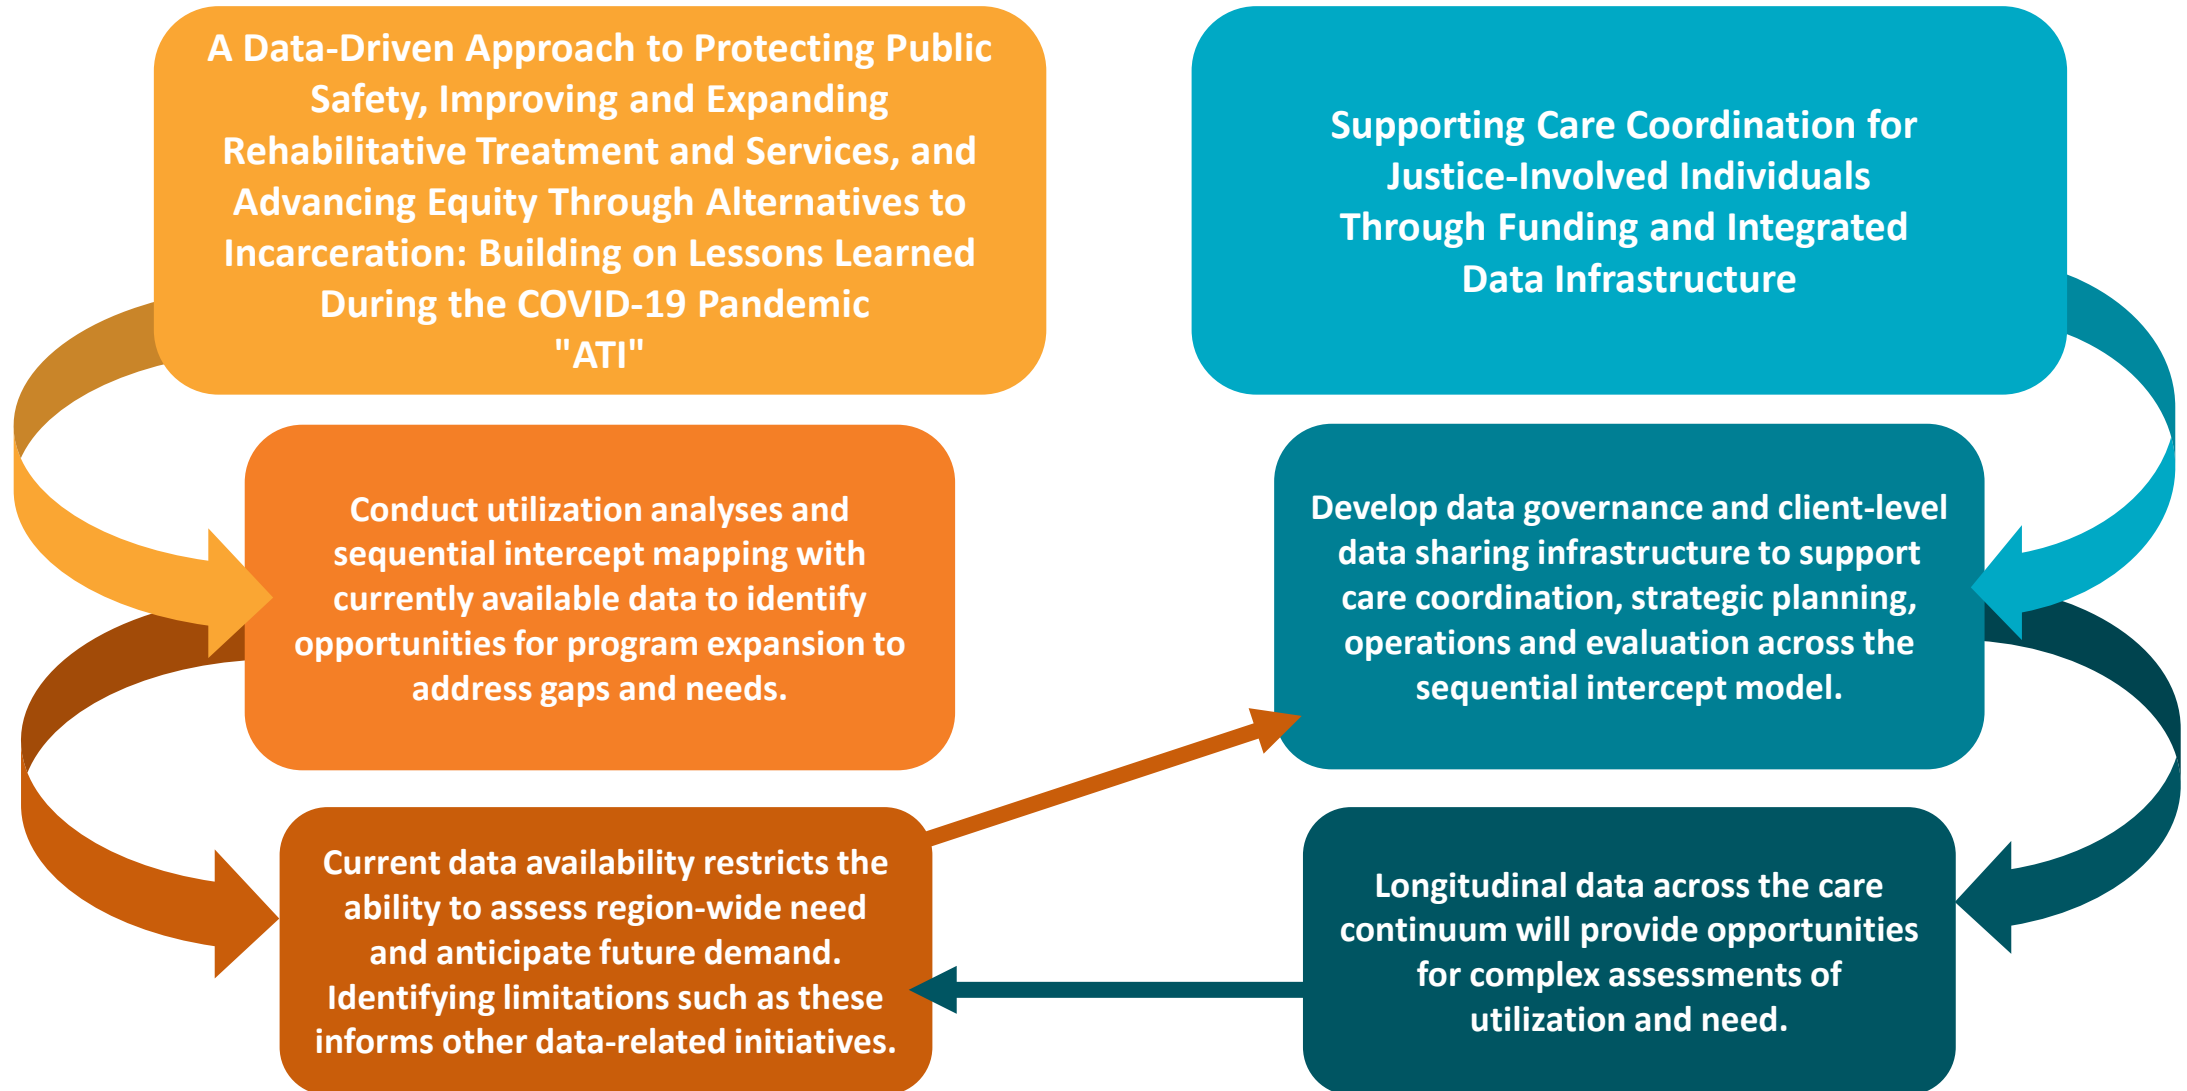 A Data-Driven Approach to Protecting Public
Safety, Improving and Expanding
Rehabilitative Treatment and Services, and
Advancing Equity Through Alternatives to
Incarceration: Building on Lessons Learned
During the COVID-19 Pandemic
"ATI"
Supporting Care Coordination for
Justice-Involved Individuals
Through Funding and Integrated
Data Infrastructure
Conduct utilization analyses and
sequential intercept mapping with
currently available data to identify
opportunities for program expansion to
address gaps and needs.
Develop data governance and client-level
data sharing infrastructure to support
care coordination, strategic planning,
operations and evaluation across the
sequential intercept model.
Current data availability restricts the
ability to assess region-wide need
and anticipate future demand.
Identifying limitations such as these
informs other data-related initiatives.
Longitudinal data across the care
continuum will provide opportunities
for complex assessments of
utilization and need.